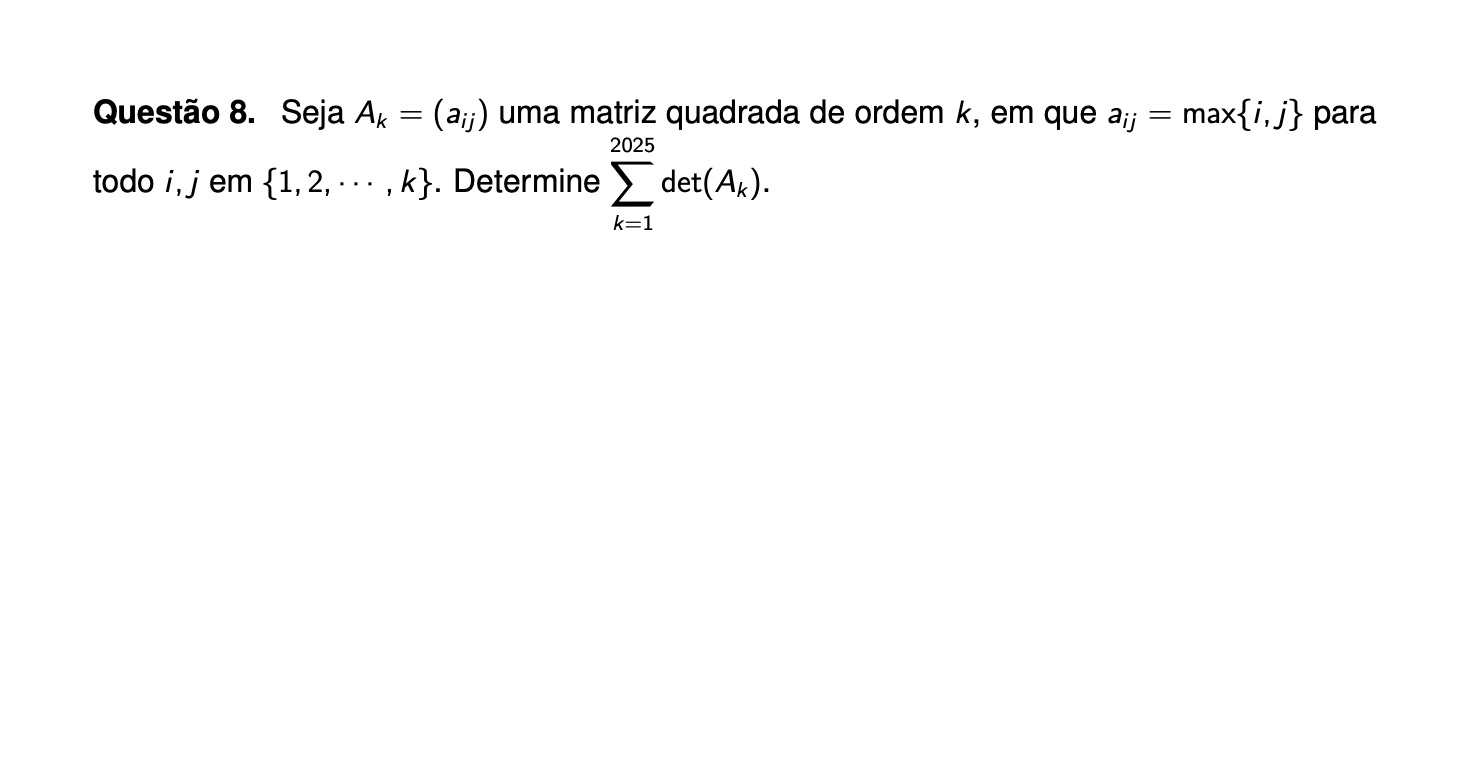 Questão 8. Seja A_k = (a_{ij}) uma matriz quadrada de ordem k, em que a_{ij} = max{i, j} para
todo i, j em {1, 2, ⋯ , k}. Determine \sum_{k=1}^{2025} det(A_k).